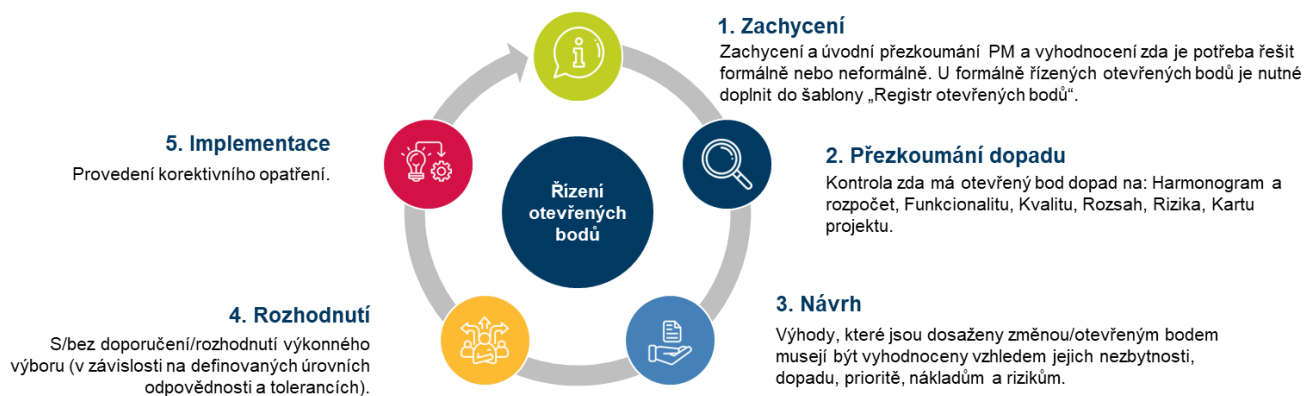 1. Zachycení
Zachycení a úvodní přezkoumání PM a vyhodnocení zda je potřeba řešit
formálně nebo neformálně. U formálně řízených otevřených bodů je nutné
doplnit do šablony „Registr otevřených bodů“.
2. Přezkoumání dopadu
Kontrola zda má otevřený bod dopad na: Harmonogram a
rozpočet, Funkcionalitu, Kvalitu, Rozsah, Rizika, Kartu
projektu.
3. Návrh
Výhody, které jsou dosaženy změnou/otevřeným bodem
musejí být vyhodnoceny vzhledem jejich nezbytnosti,
dopadu, prioritě, nákladům a rizikům.
4. Rozhodnutí
S/bez doporučení/rozhodnutí výkonného
výboru (v závislosti na definovaných úrovních
odpovědnosti a tolerancích).
5. Implementace
Provedení korektivního opatření.
Řízení
otevřených
bodů